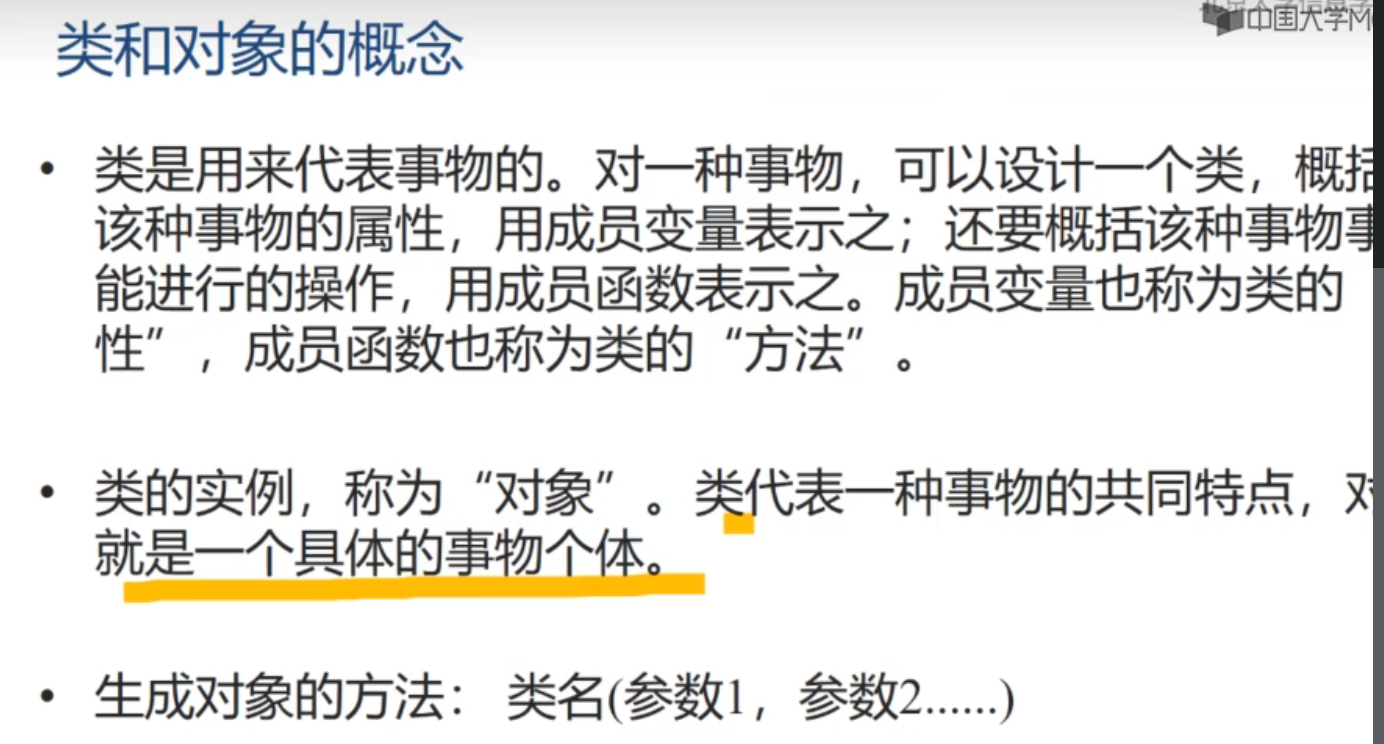 中国大学M
类和对象的概念
• 类是用来代表事物的。对一种事物，可以设计一个类，概括
该种事物的属性，用成员变量表示之；还要概括该种事物事
能进行的操作，用成员函数表示之。成员变量也称为类的
性”，成员函数也称为类的“方法”。
• 类的实例，称为“对象”。类代表一种事物的共同特点，对
就是一个具体的事物个体。
• 生成对象的方法： 类名(参数1，参数2......)